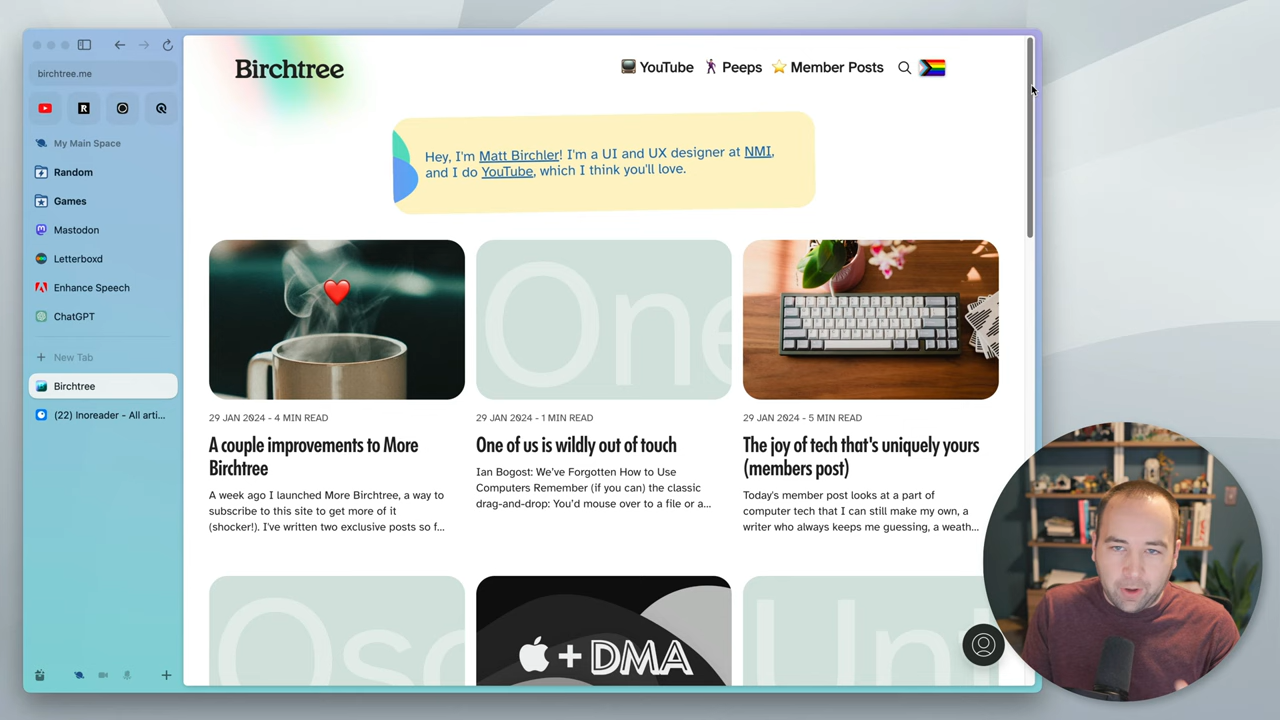 birchtree.me
My Main Space
Random
Games
Mastodon
Letterboxd
Enhance Speech
ChatGPT
New Tab
Birchtree
(22) Inoreader - All arti...
Birchtree
YouTube
Peeps
Member Posts
Hey, I'm Matt Birchler! I'm a UI and UX designer at NMI,
and I do YouTube, which I think you'll love.
One
29 JAN 2024 - 4 MIN READ
A couple improvements to More
Birchtree
A week ago I launched More Birchtree, a way to
subscribe to this site to get more of it
(shocker!). I've written two exclusive posts so f...
29 JAN 2024 - 1 MIN READ
One of us is wildly out of touch
Ian Bogost: We've Forgotten How to Use
Computers Remember (if you can) the classic
drag-and-drop: You'd mouse over to a file or a...
29 JAN 2024 - 5 MIN READ
The joy of tech that's uniquely yours
(members post)
Today's member post looks at a part of
computer tech that I can still make my own, a
writer who always keeps me guessing, a weath...
Osc
+ DMA
Unt